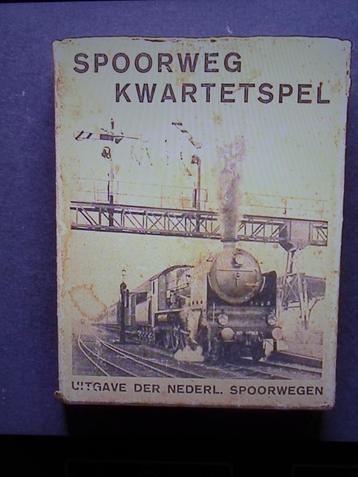 SPOORWEG
KWARTETSPEL
UITGAVE DER NEDERL. SPOORWEGEN